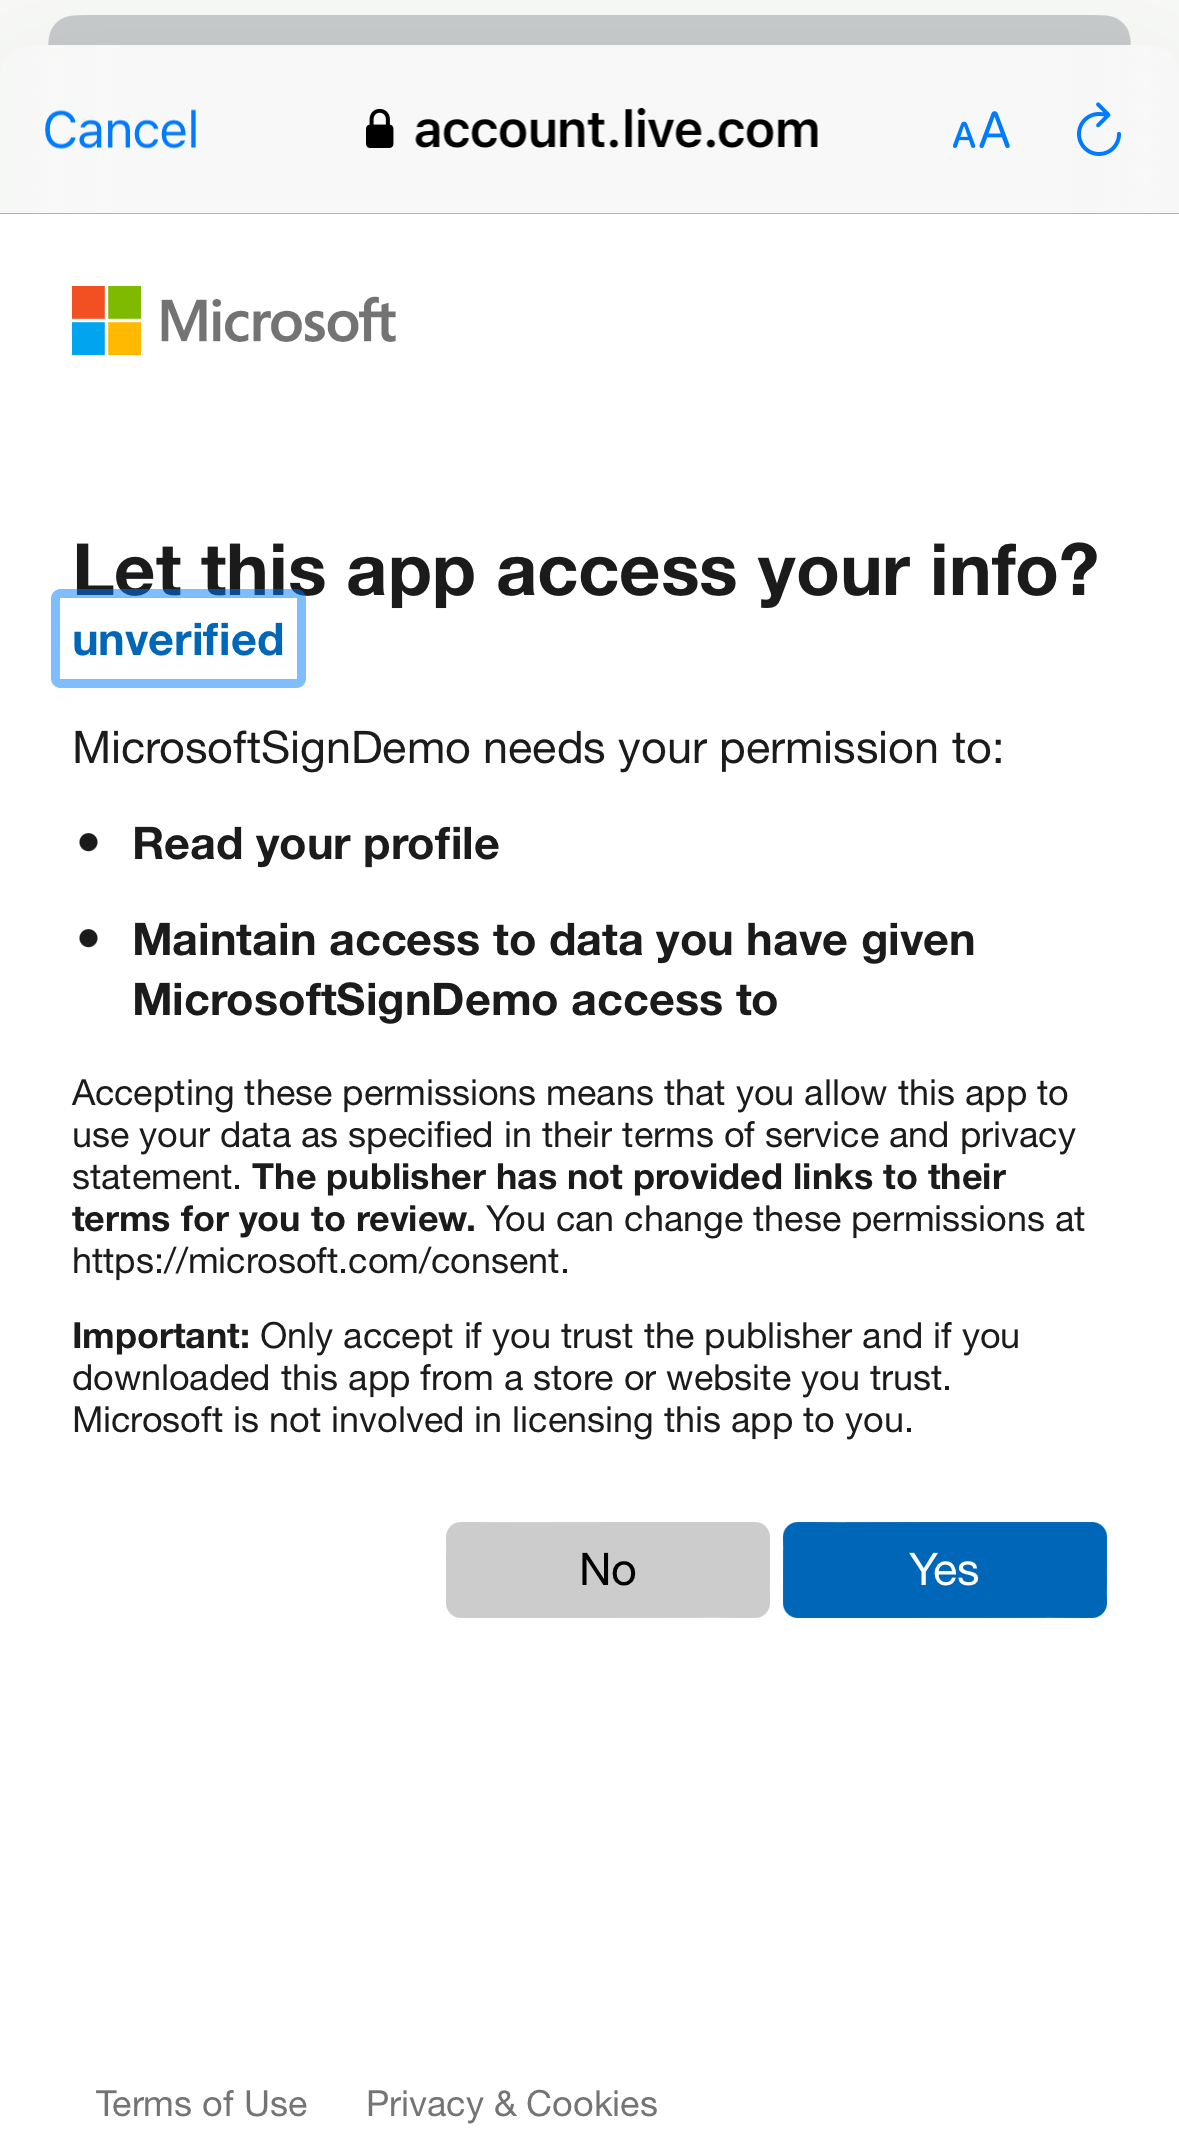 Cancel
account.live.com
AA
Microsoft
Let this app access your info?
unverified
MicrosoftSignDemo needs your permission to:
• Read your profile
• Maintain access to data you have given
MicrosoftSignDemo access to
Accepting these permissions means that you allow this app to
use your data as specified in their terms of service and privacy
statement. The publisher has not provided links to their
terms for you to review. You can change these permissions at
https://microsoft.com/consent.
Important: Only accept if you trust the publisher and if you
downloaded this app from a store or website you trust.
Microsoft is not involved in licensing this app to you.
No
Yes
Terms of Use
Privacy & Cookies